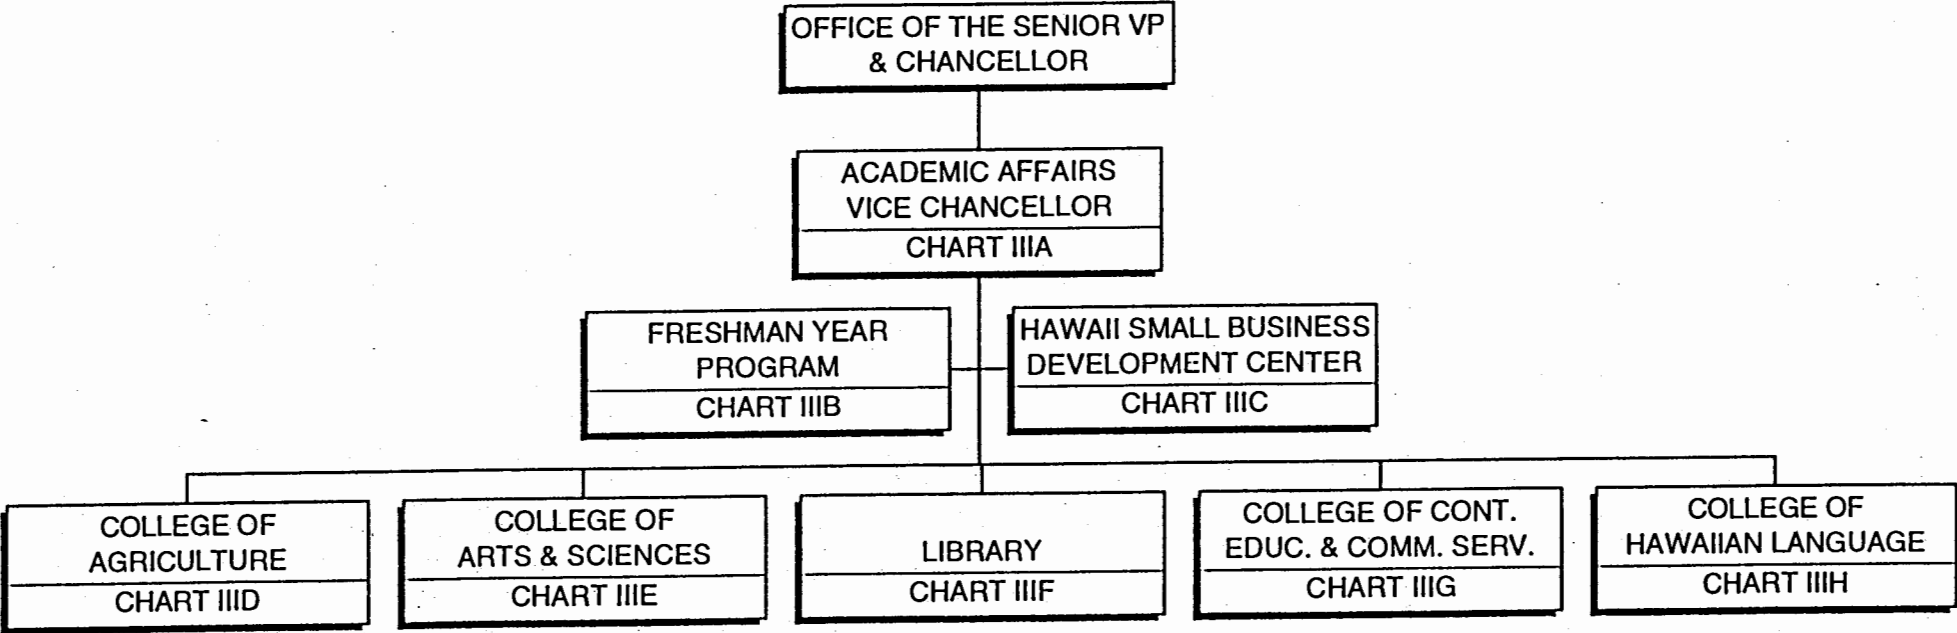 OFFICE OF THE SENIOR VP
& CHANCELLOR
ACADEMIC AFFAIRS
VICE CHANCELLOR
CHART IIIA
FRESHMAN YEAR
PROGRAM
CHART IIIB
HAWAII SMALL BUSINESS
DEVELOPMENT CENTER
CHART IIIC
COLLEGE OF
AGRICULTURE
CHART IIID
COLLEGE OF
ARTS & SCIENCES
CHART IIIE
LIBRARY
CHART IIIF
COLLEGE OF CONT.
EDUC. & COMM. SERV.
CHART IIIG
COLLEGE OF
HAWAIIAN LANGUAGE
CHART IIIH